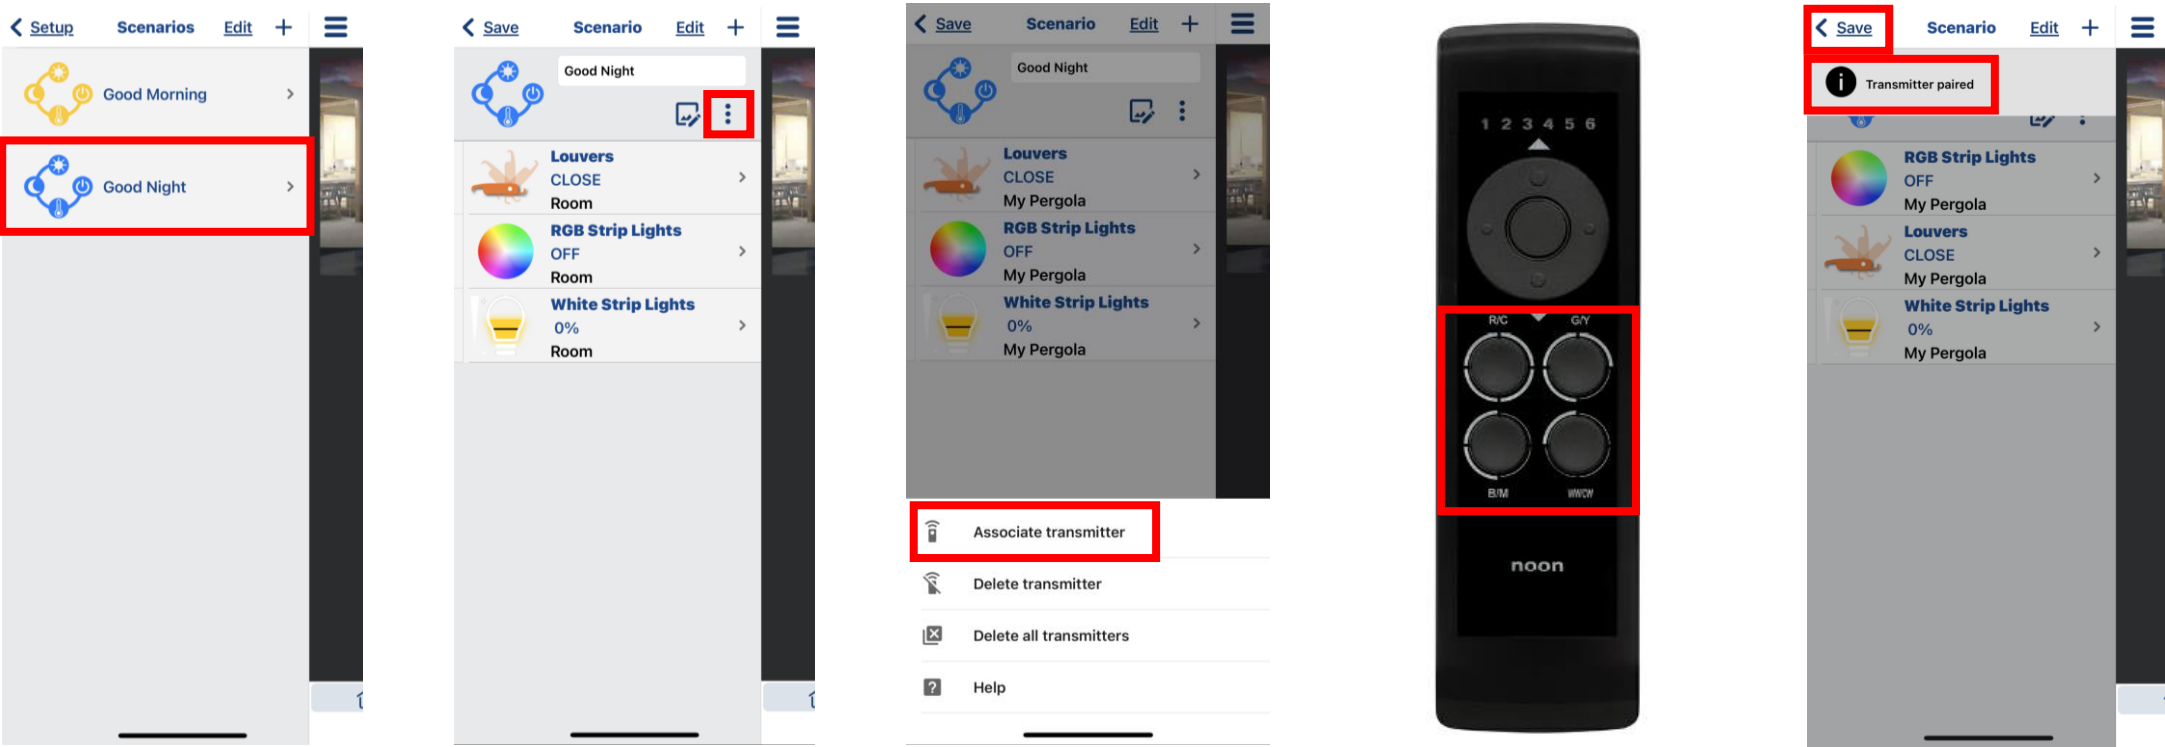 Setup Scenarios Edit
Good Morning
Good Night
Save Scenario Edit
Good Night
Louvers
CLOSE
Room
RGB Strip Lights
OFF
Room
White Strip Lights
0%
Room
Save Scenario Edit
Good Night
Louvers
CLOSE
My Pergola
RGB Strip Lights
OFF
My Pergola
White Strip Lights
0%
My Pergola
Associate transmitter
Delete transmitter
Delete all transmitters
Help
1 2 3 4 5 6
R/C G/Y
B/M WW/CW
noon
Save Scenario Edit
Transmitter paired
RGB Strip Lights
OFF
My Pergola
Louvers
CLOSE
My Pergola
White Strip Lights
0%
My Pergola